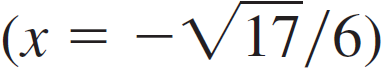 (x = −√17/6)